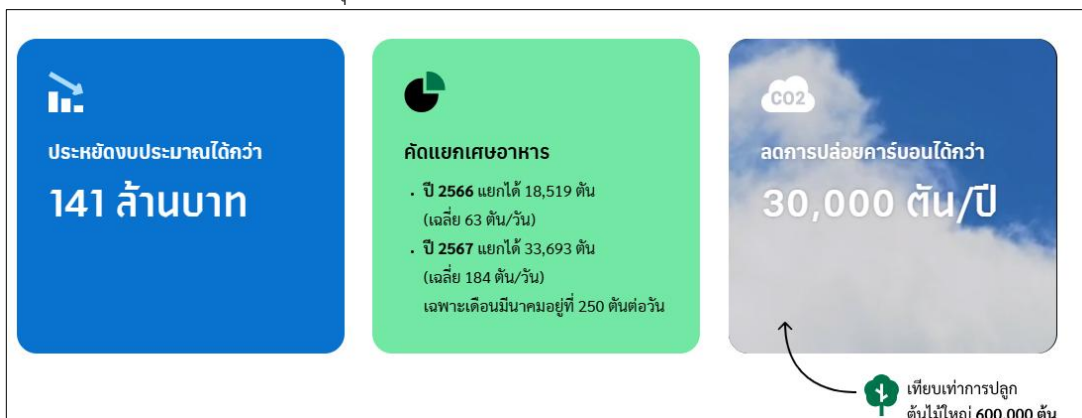 ประหยัดงบประมาณได้กว่า
141 ล้านบาท
คัดแยกเศษอาหาร
• ปี 2566 แยกได้ 18,519 ตัน
(เฉลี่ย 63 ตัน/วัน)
• ปี 2567 แยกได้ 33,693 ตัน
(เฉลี่ย 184 ตัน/วัน)
เฉพาะเดือนมีนาคมอยู่ที่ 250 ตันต่อวัน
CO2
ลดการปล่อยคาร์บอนได้กว่า
30,000 ตัน/ปี
เทียบเท่าการปลูก
ต้นไม้ใหญ่ 600,000 ต้น